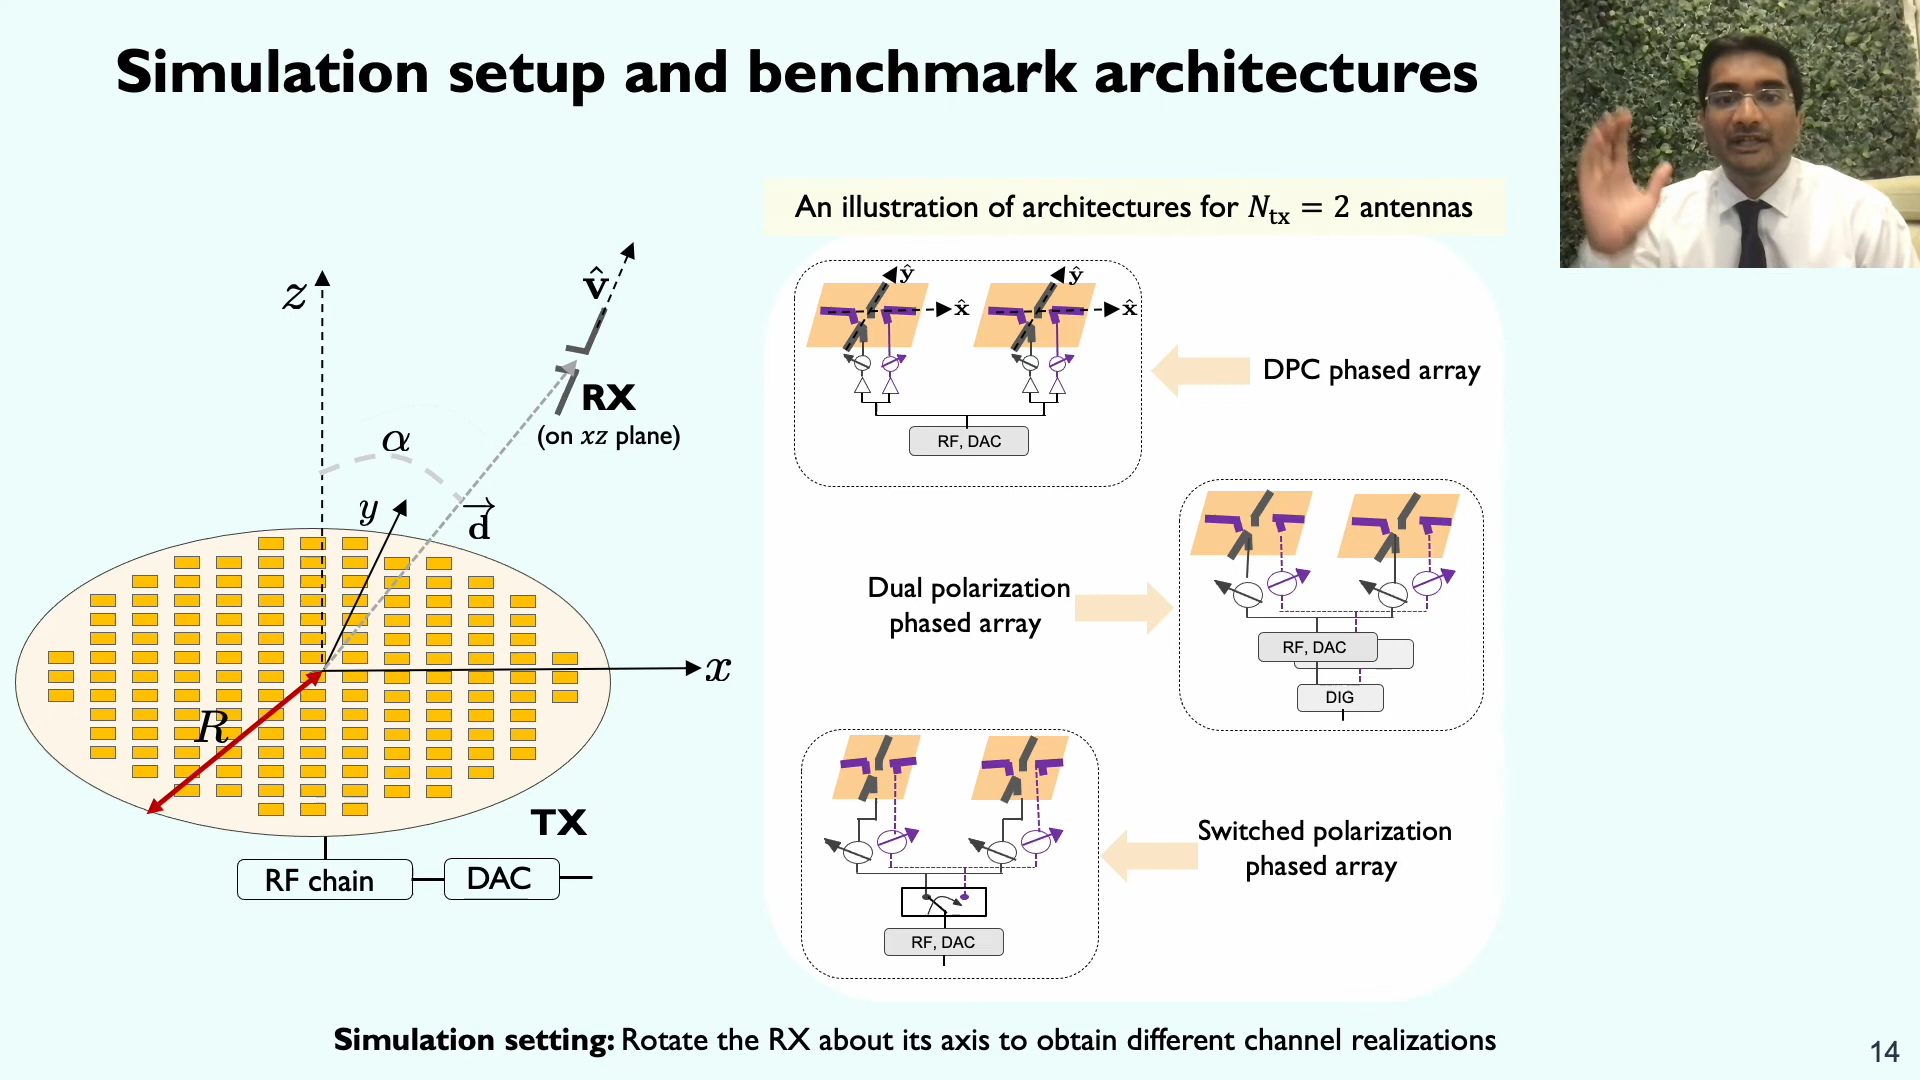 Simulation setup and benchmark architectures
An illustration of architectures for N_tx = 2 antennas
z
v̂
RX
(on xz plane)
α
y
d⃗
x
R
TX
RF chain
DAC
ŷ
x̂
ŷ
x̂
RF, DAC
DPC phased array
Dual polarization
phased array
RF, DAC
DIG
Switched polarization
phased array
RF, DAC
Simulation setting: Rotate the RX about its axis to obtain different channel realizations
14